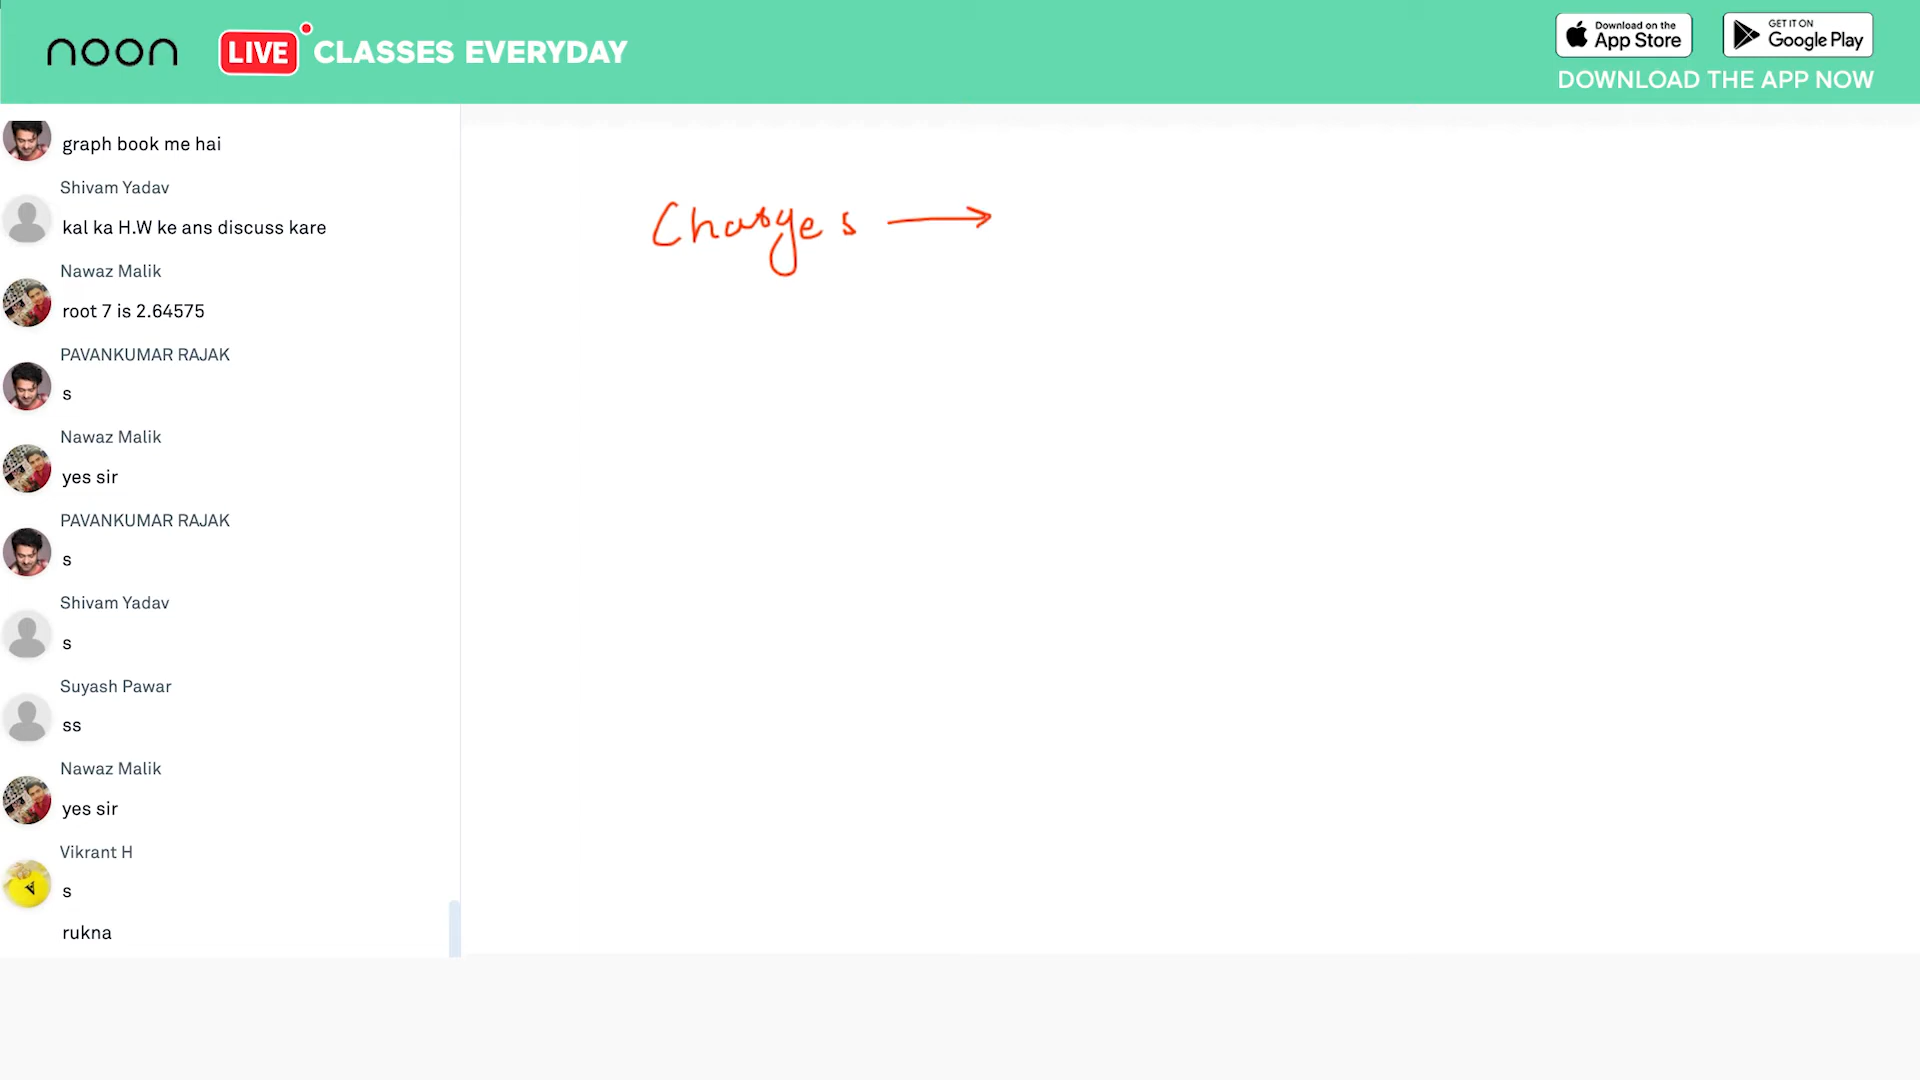 noon LIVE CLASSES EVERYDAY
Download on the
App Store
GET IT ON
Google Play
DOWNLOAD THE APP NOW
graph book me hai
Shivam Yadav
kal ka H.W ke ans discuss kare
Nawaz Malik
root 7 is 2.64575
PAVANKUMAR RAJAK
s
Nawaz Malik
yes sir
PAVANKUMAR RAJAK
s
Shivam Yadav
s
Suyash Pawar
ss
Nawaz Malik
yes sir
Vikrant H
s
rukna
Charges →